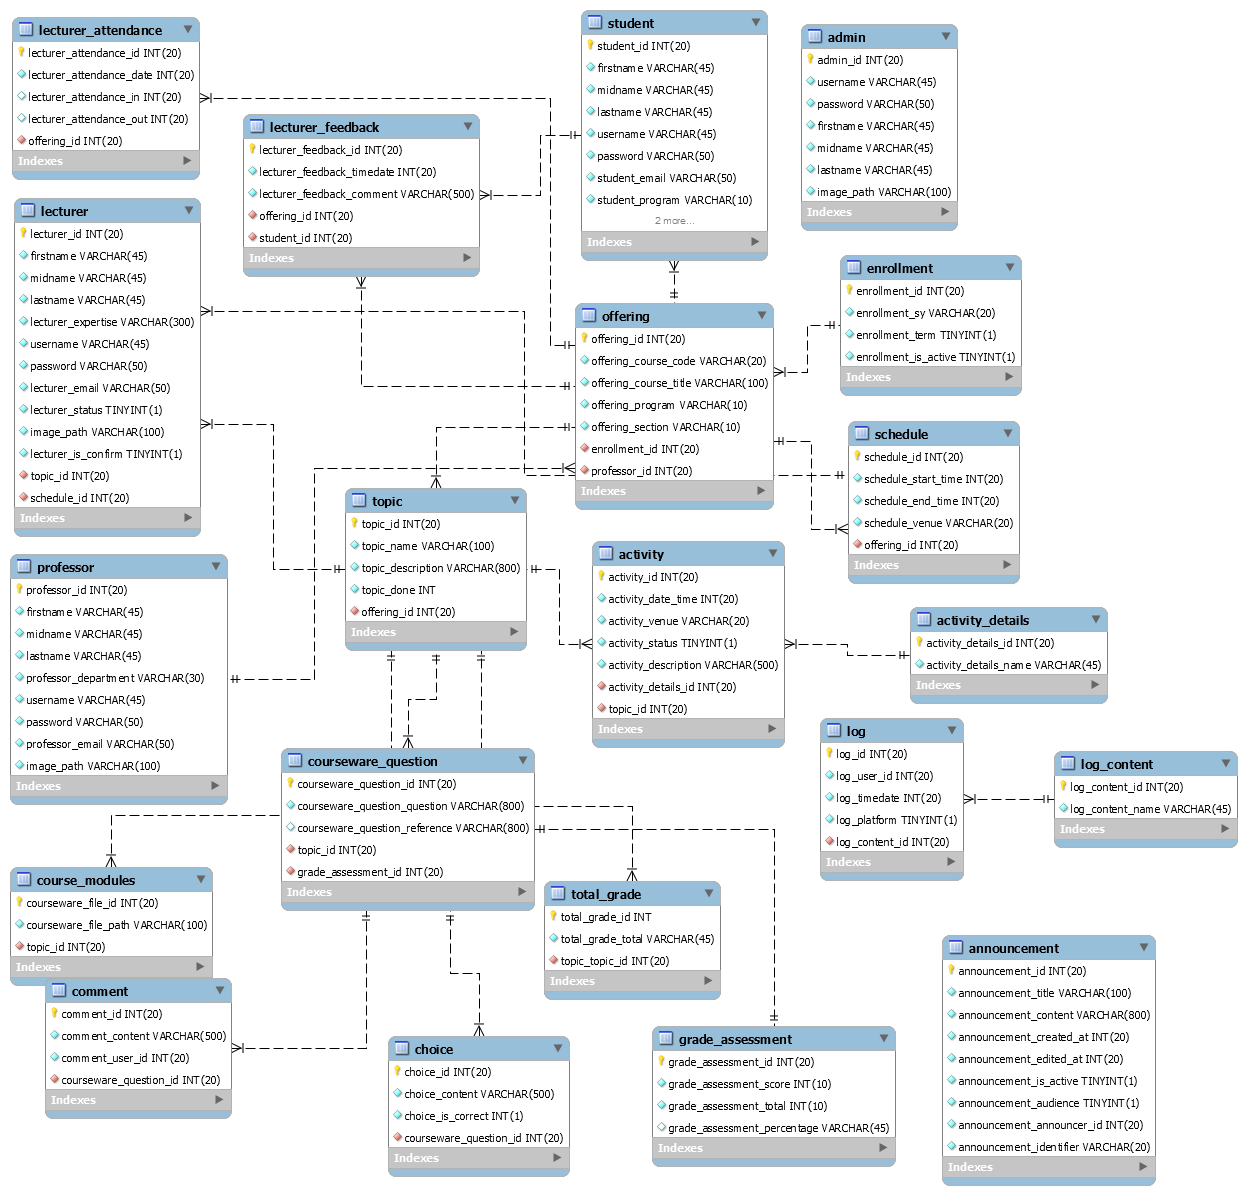 lecturer_attendance
lecturer_attendance_id INT(20)
lecturer_attendance_date INT(20)
lecturer_attendance_in INT(20)
lecturer_attendance_out INT(20)
offering_id INT(20)
Indexes
lecturer_feedback
lecturer_feedback_id INT(20)
lecturer_feedback_timedate INT(20)
lecturer_feedback_comment VARCHAR(500)
offering_id INT(20)
student_id INT(20)
Indexes
student
student_id INT(20)
firstname VARCHAR(45)
midname VARCHAR(45)
lastname VARCHAR(45)
username VARCHAR(45)
password VARCHAR(50)
student_email VARCHAR(50)
student_program VARCHAR(10)
2 more...
Indexes
admin
admin_id INT(20)
username VARCHAR(45)
password VARCHAR(50)
firstname VARCHAR(45)
midname VARCHAR(45)
lastname VARCHAR(45)
image_path VARCHAR(100)
Indexes
lecturer
lecturer_id INT(20)
firstname VARCHAR(45)
midname VARCHAR(45)
lastname VARCHAR(45)
lecturer_expertise VARCHAR(300)
username VARCHAR(45)
password VARCHAR(50)
lecturer_email VARCHAR(50)
lecturer_status TINYINT(1)
image_path VARCHAR(100)
lecturer_is_confirm TINYINT(1)
topic_id INT(20)
schedule_id INT(20)
Indexes
offering
offering_id INT(20)
offering_course_code VARCHAR(20)
offering_course_title VARCHAR(100)
offering_program VARCHAR(10)
offering_section VARCHAR(10)
enrollment_id INT(20)
professor_id INT(20)
Indexes
enrollment
enrollment_id INT(20)
enrollment_sy VARCHAR(20)
enrollment_term TINYINT(1)
enrollment_is_active TINYINT(1)
Indexes
schedule
schedule_id INT(20)
schedule_start_time INT(20)
schedule_end_time INT(20)
schedule_venue VARCHAR(20)
offering_id INT(20)
Indexes
topic
topic_id INT(20)
topic_name VARCHAR(100)
topic_description VARCHAR(800)
topic_done INT
offering_id INT(20)
Indexes
professor
professor_id INT(20)
firstname VARCHAR(45)
midname VARCHAR(45)
lastname VARCHAR(45)
professor_department VARCHAR(30)
username VARCHAR(45)
password VARCHAR(50)
professor_email VARCHAR(50)
image_path VARCHAR(100)
Indexes
activity
activity_id INT(20)
activity_date_time INT(20)
activity_venue VARCHAR(20)
activity_status TINYINT(1)
activity_description VARCHAR(500)
activity_details_id INT(20)
topic_id INT(20)
Indexes
activity_details
activity_details_id INT(20)
activity_details_name VARCHAR(45)
Indexes
log
log_id INT(20)
log_user_id INT(20)
log_timedate INT(20)
log_platform TINYINT(1)
log_content_id INT(20)
Indexes
log_content
log_content_id INT(20)
log_content_name VARCHAR(45)
Indexes
courseware_question
courseware_question_id INT(20)
courseware_question_question VARCHAR(800)
courseware_question_reference VARCHAR(800)
topic_id INT(20)
grade_assessment_id INT(20)
Indexes
course_modules
courseware_file_id INT(20)
courseware_file_path VARCHAR(100)
topic_id INT(20)
Indexes
total_grade
total_grade_id INT
total_grade_total VARCHAR(45)
topic_topic_id INT(20)
Indexes
comment
comment_id INT(20)
comment_content VARCHAR(500)
comment_user_id INT(20)
courseware_question_id INT(20)
Indexes
choice
choice_id INT(20)
choice_content VARCHAR(500)
choice_is_correct INT(1)
courseware_question_id INT(20)
Indexes
grade_assessment
grade_assessment_id INT(20)
grade_assessment_score INT(10)
grade_assessment_total INT(10)
grade_assessment_percentage VARCHAR(45)
Indexes
announcement
announcement_id INT(20)
announcement_title VARCHAR(100)
announcement_content VARCHAR(800)
announcement_created_at INT(20)
announcement_edited_at INT(20)
announcement_is_active TINYINT(1)
announcement_audience TINYINT(1)
announcement_announcer_id INT(20)
announcement_identifier VARCHAR(20)
Indexes